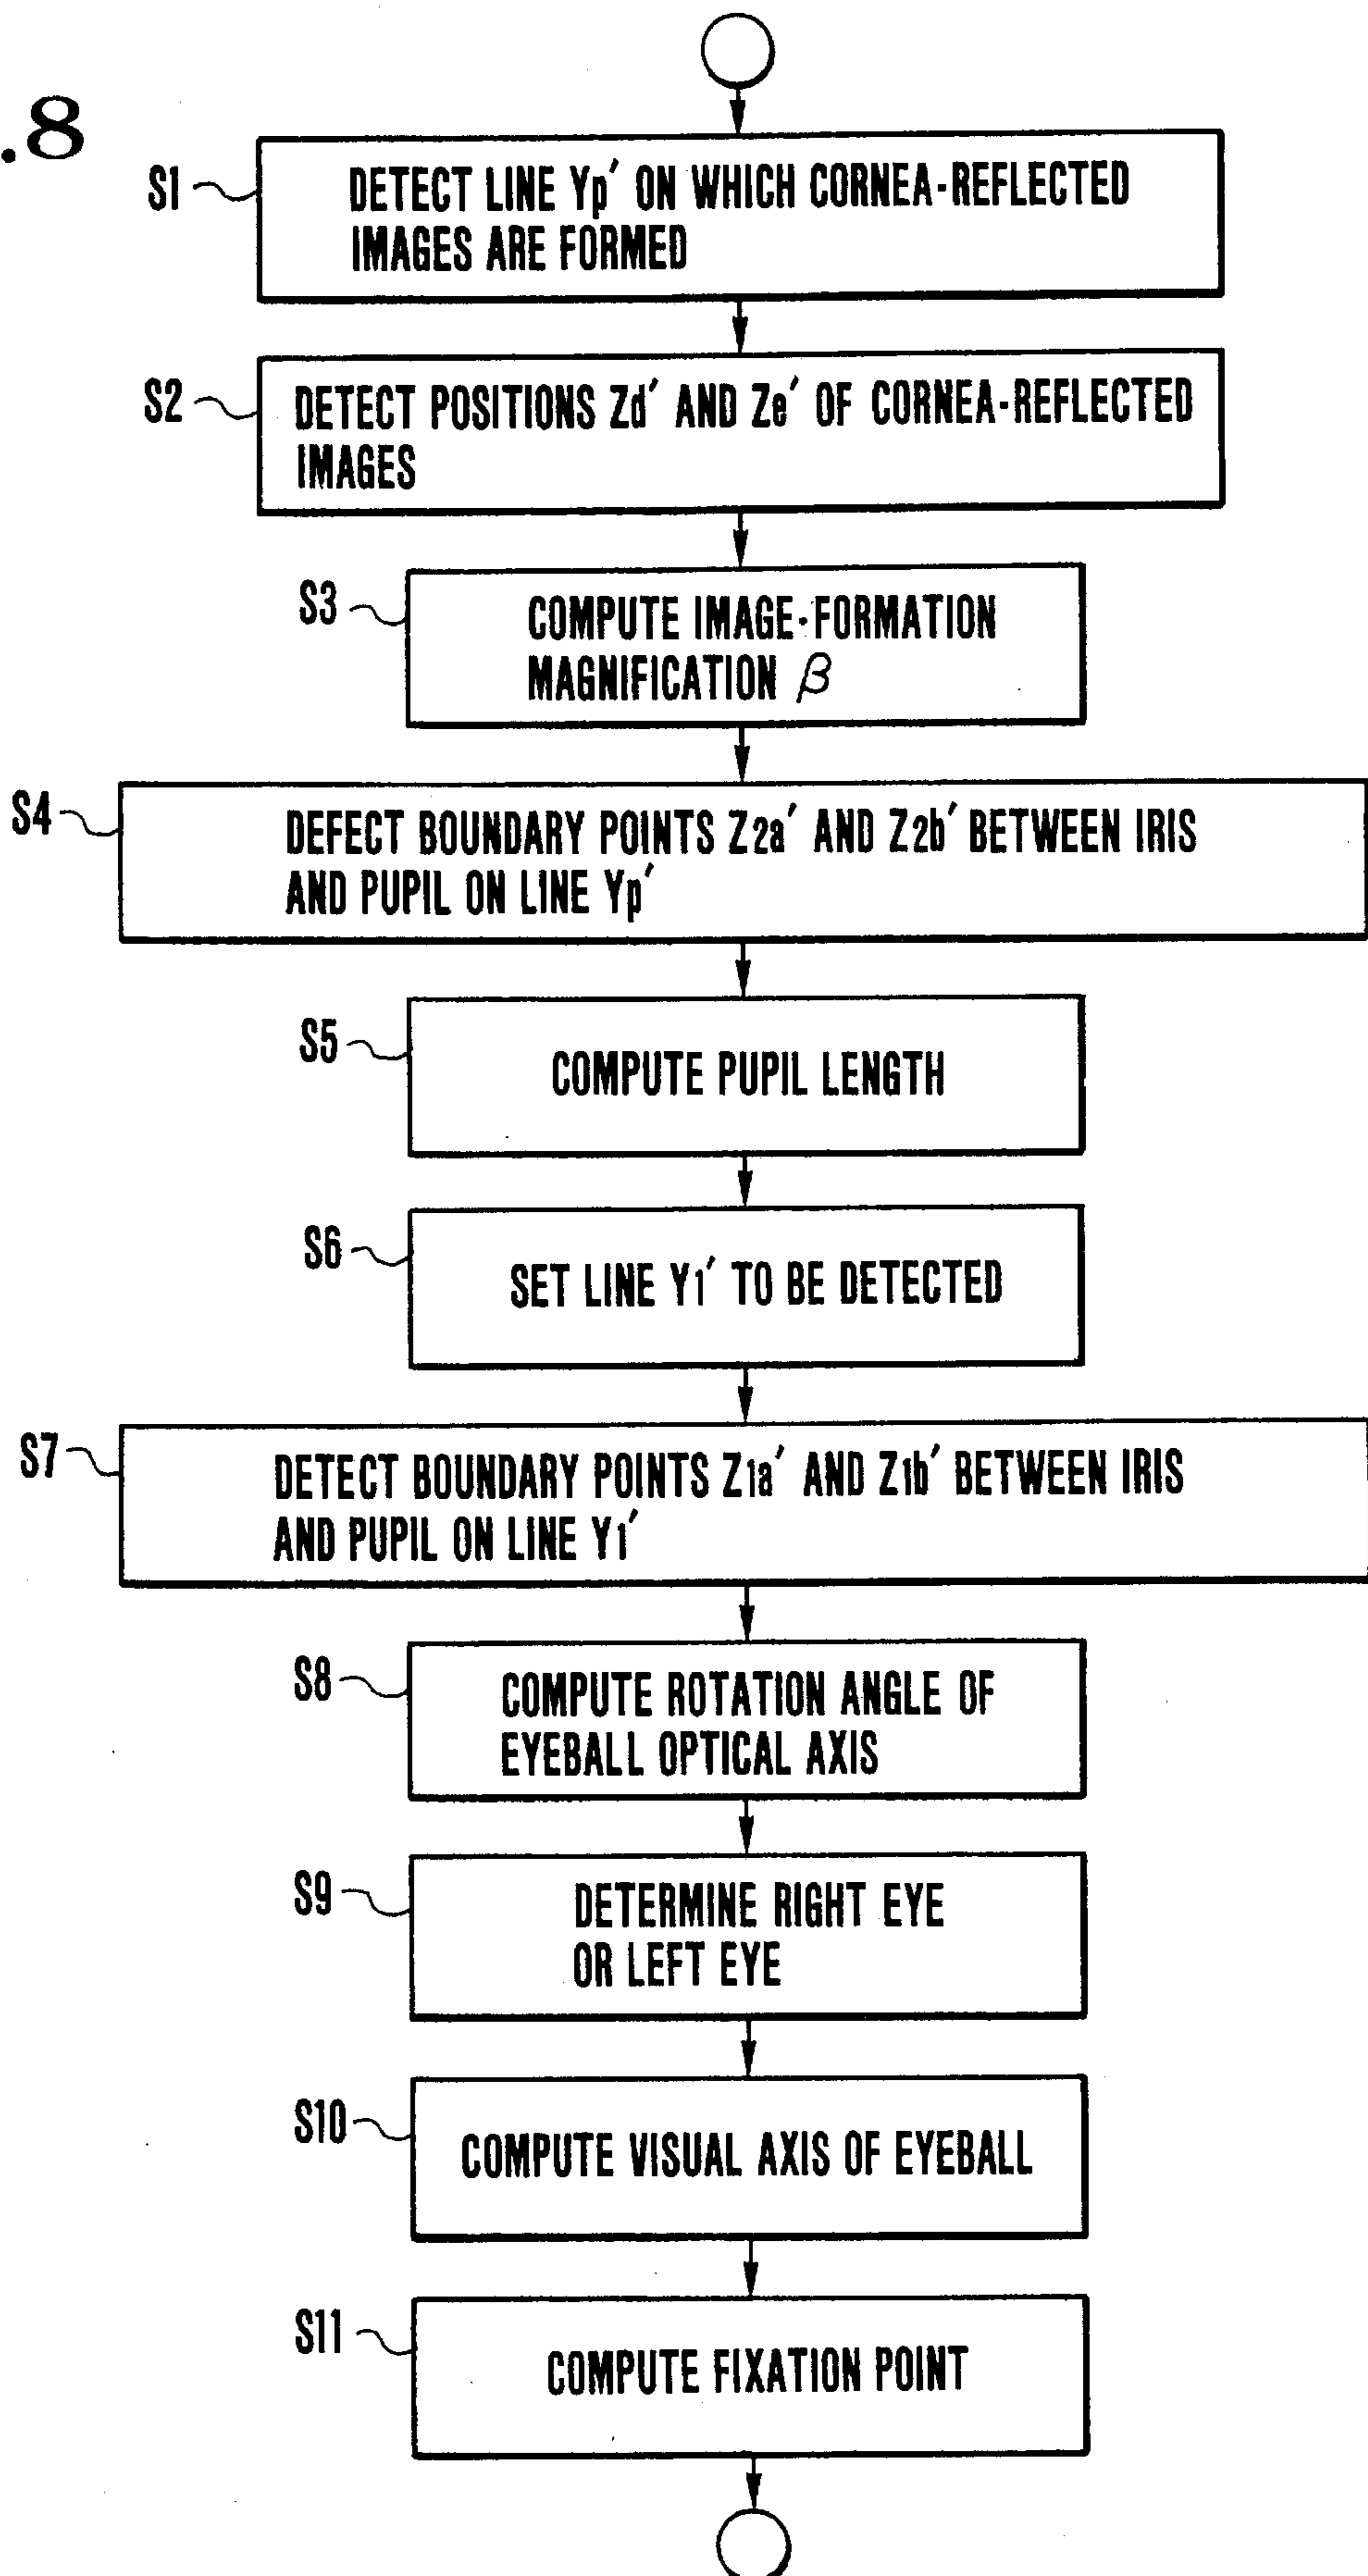 .8
S1
DETECT LINE Yp′ ON WHICH CORNEA-REFLECTED
IMAGES ARE FORMED
S2
DETECT POSITIONS Zd′ AND Ze′ OF CORNEA-REFLECTED
IMAGES
S3
COMPUTE IMAGE-FORMATION
MAGNIFICATION β
S4
DEFECT BOUNDARY POINTS Z2a′ AND Z2b′ BETWEEN IRIS
AND PUPIL ON LINE Yp′
S5
COMPUTE PUPIL LENGTH
S6
SET LINE Y1′ TO BE DETECTED
S7
DETECT BOUNDARY POINTS Z1a′ AND Z1b′ BETWEEN IRIS
AND PUPIL ON LINE Y1′
S8
COMPUTE ROTATION ANGLE OF
EYEBALL OPTICAL AXIS
S9
DETERMINE RIGHT EYE
OR LEFT EYE
S10
COMPUTE VISUAL AXIS OF EYEBALL
S11
COMPUTE FIXATION POINT